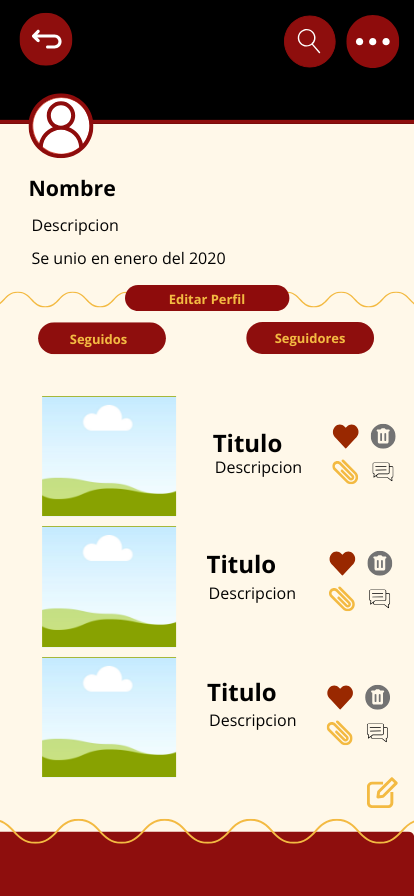 Nombre
Descripcion
Se unio en enero del 2020
Editar Perfil
Seguidos
Seguidores
Titulo
Descripcion
Titulo
Descripcion
Titulo
Descripcion